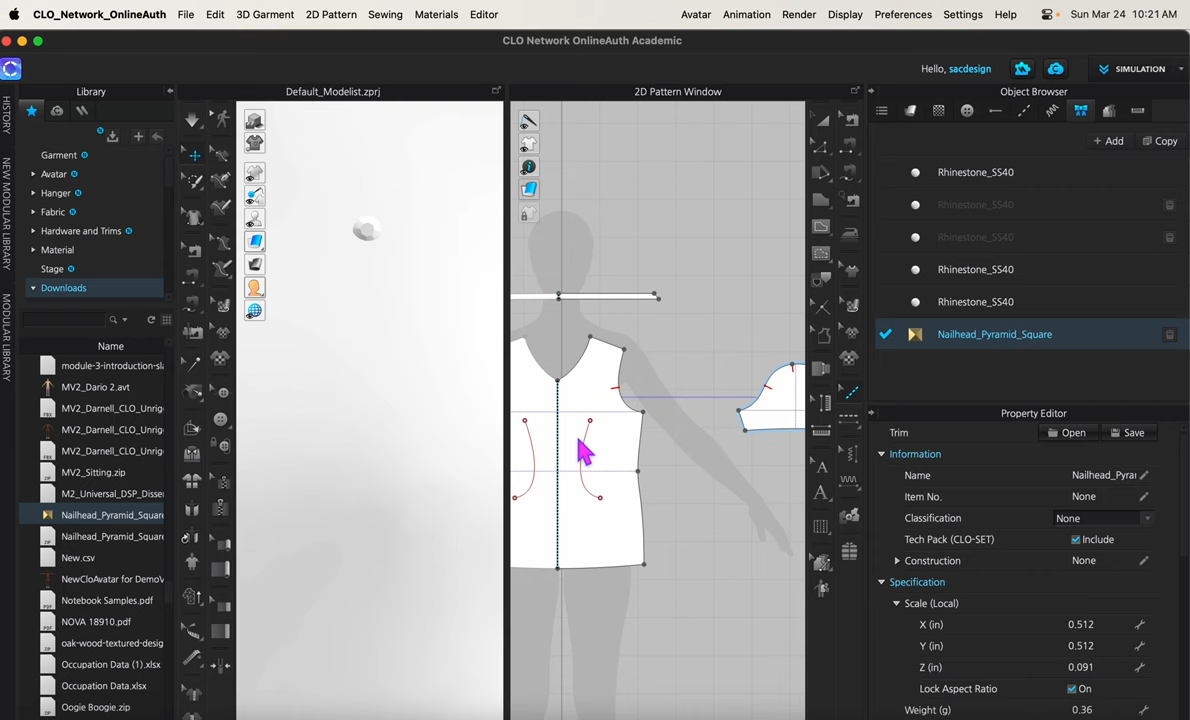 CLO_Network_OnlineAuth File Edit 3D Garment 2D Pattern Sewing Materials Editor Avatar Animation Render Display Preferences Settings Help Sun Mar 24 10:21 AM
CLO Network OnlineAuth Academic
Hello, sacdesign SIMULATION
Library Default_Modelist.zprj 2D Pattern Window Object Browser
HISTORY
NEW MODULAR LIBRARY
MODULAR LIBRARY
Garment
Avatar
Hanger
Fabric
Hardware and Trims
Material
Stage
Downloads
Name
module-3-introduction-sla
MV2_Dario 2.avt
MV2_Darnell_CLO_Unrig
MV2_Darnell_CLO_Unrig
MV2_Darnell_CLO_Unrig
MV2_Sitting.zip
M2_Universal_DSP_Disse
Nailhead_Pyramid_Square
Nailhead_Pyramid_Square
New.csv
NewCloAvatar for DemoV
Notebook Samples.pdf
NOVA 18910.pdf
oak-wood-textured-desig
Occupation Data (1).xlsx
Occupation Data.xlsx
Oogie Boogie.zip
+ Add Copy
Rhinestone_SS40
Rhinestone_SS40
Rhinestone_SS40
Rhinestone_SS40
Rhinestone_SS40
Nailhead_Pyramid_Square
Property Editor
Trim Open Save
Information
Name Nailhead_Pyrar
Item No. None
Classification None
Tech Pack (CLO-SET) Include
Construction None
Specification
Scale (Local)
X (in) 0.512
Y (in) 0.512
Z (in) 0.091
Lock Aspect Ratio On
Weight (g) 0.36